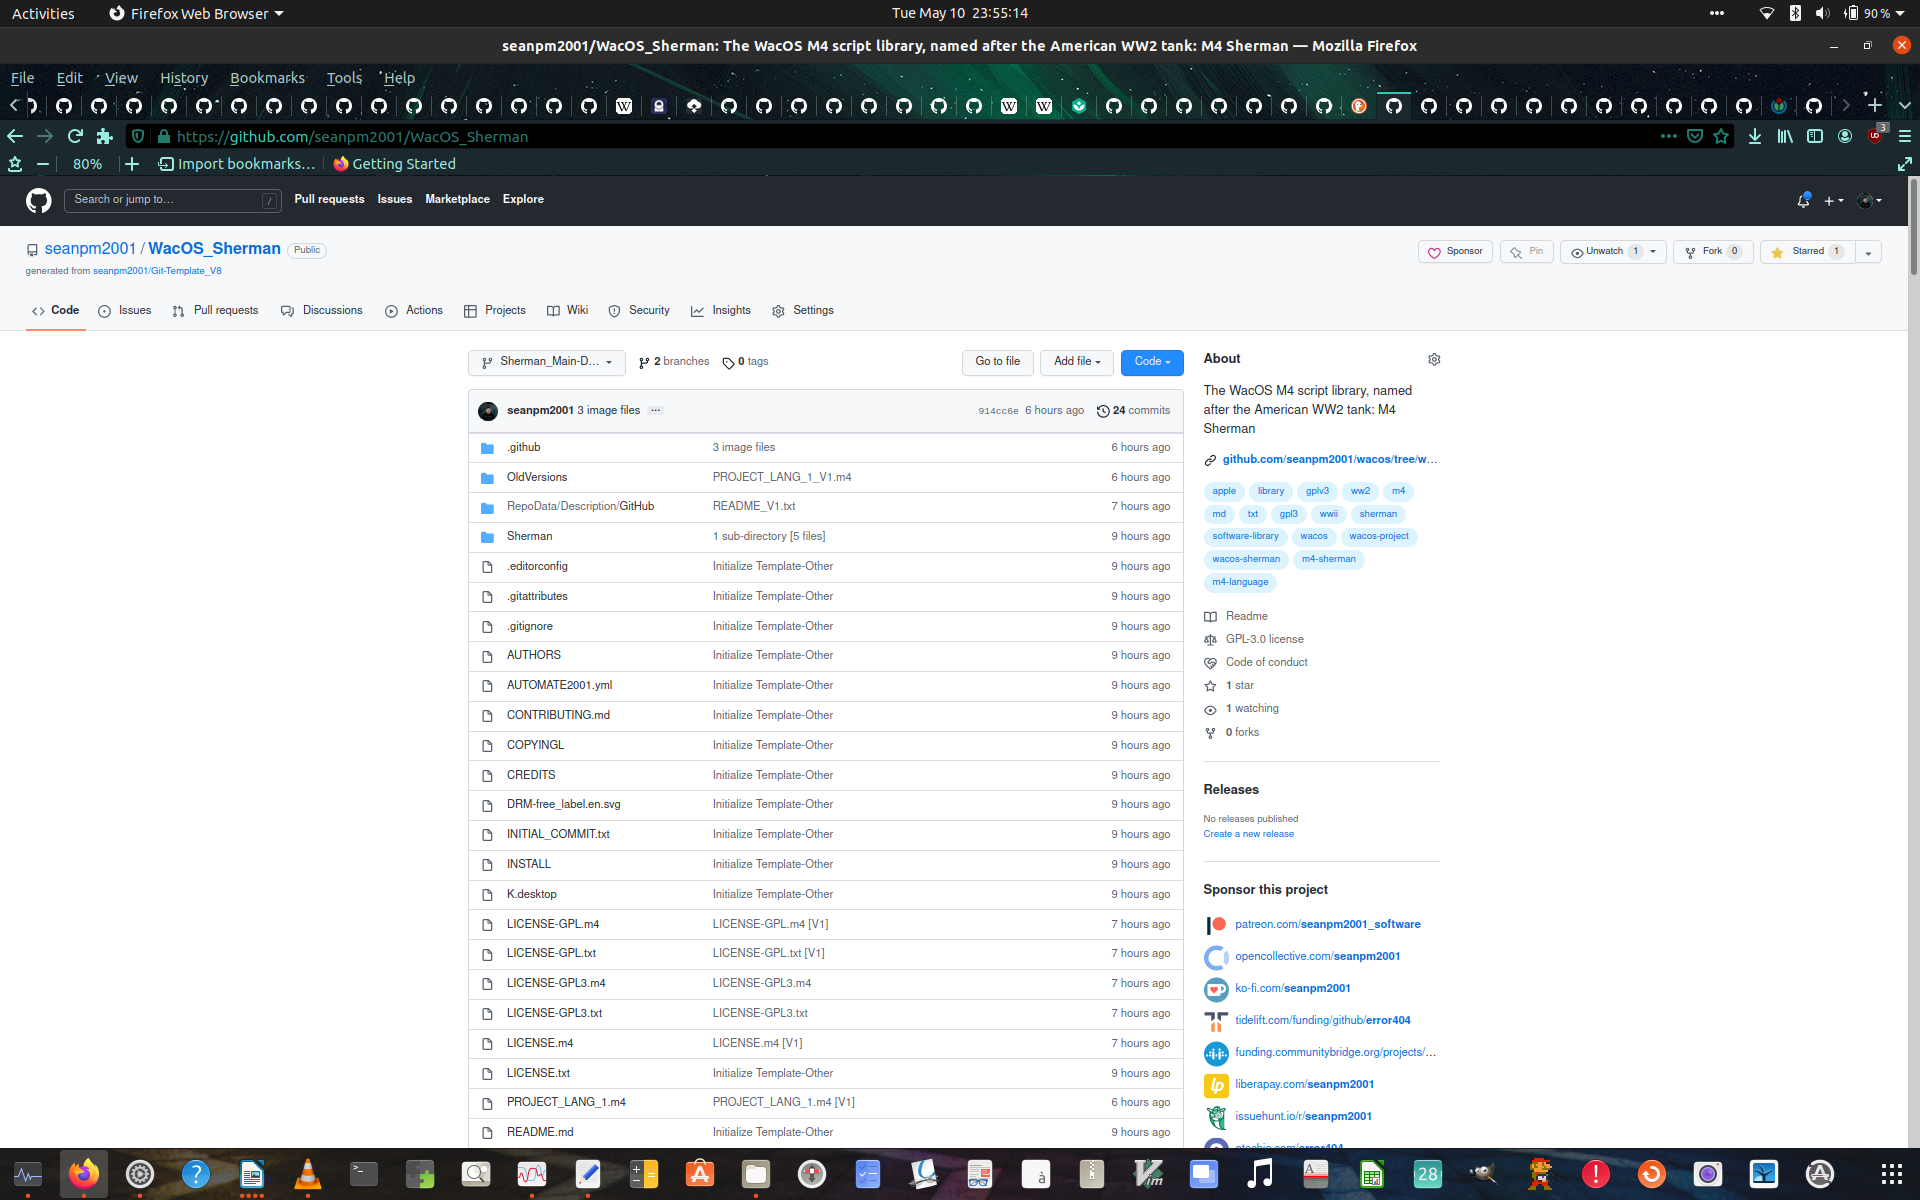 Activities
Firefox Web Browser
Tue May 10 23:55:14
90 %
seanpm2001/WacOS_Sherman: The WacOS M4 script library, named after the American WW2 tank: M4 Sherman — Mozilla Firefox
File Edit View History Bookmarks Tools Help
https://github.com/seanpm2001/WacOS_Sherman
3
80%
Import bookmarks...
Getting Started
Search or jump to...
/
Pull requests
Issues
Marketplace
Explore
seanpm2001 / WacOS_Sherman
Public
generated from seanpm2001/Git-Template_V8
Sponsor
Pin
Unwatch 1
Fork 0
Starred 1
Code
Issues
Pull requests
Discussions
Actions
Projects
Wiki
Security
Insights
Settings
Sherman_Main-D...
2 branches
0 tags
Go to file
Add file
Code
seanpm2001 3 image files ...
914cc6e 6 hours ago
24 commits
.github 3 image files 6 hours ago
OldVersions PROJECT_LANG_1_V1.m4 6 hours ago
RepoData/Description/GitHub README_V1.txt 7 hours ago
Sherman 1 sub-directory [5 files] 9 hours ago
.editorconfig Initialize Template-Other 9 hours ago
.gitattributes Initialize Template-Other 9 hours ago
.gitignore Initialize Template-Other 9 hours ago
AUTHORS Initialize Template-Other 9 hours ago
AUTOMATE2001.yml Initialize Template-Other 9 hours ago
CONTRIBUTING.md Initialize Template-Other 9 hours ago
COPYINGL Initialize Template-Other 9 hours ago
CREDITS Initialize Template-Other 9 hours ago
DRM-free_label.en.svg Initialize Template-Other 9 hours ago
INITIAL_COMMIT.txt Initialize Template-Other 9 hours ago
INSTALL Initialize Template-Other 9 hours ago
K.desktop Initialize Template-Other 9 hours ago
LICENSE-GPL.m4 LICENSE-GPL.m4 [V1] 7 hours ago
LICENSE-GPL.txt LICENSE-GPL.txt [V1] 7 hours ago
LICENSE-GPL3.m4 LICENSE-GPL3.m4 7 hours ago
LICENSE-GPL3.txt LICENSE-GPL3.txt 7 hours ago
LICENSE.m4 LICENSE.m4 [V1] 7 hours ago
LICENSE.txt Initialize Template-Other 9 hours ago
PROJECT_LANG_1.m4 PROJECT_LANG_1.m4 [V1] 6 hours ago
README.md Initialize Template-Other 9 hours ago
About
The WacOS M4 script library, named
after the American WW2 tank: M4
Sherman
github.com/seanpm2001/wacos/tree/w...
apple library gplv3 ww2 m4
md txt gpl3 wwii sherman
software-library wacos wacos-project
wacos-sherman m4-sherman
m4-language
Readme
GPL-3.0 license
Code of conduct
1 star
1 watching
0 forks
Releases
No releases published
Create a new release
Sponsor this project
patreon.com/seanpm2001_software
opencollective.com/seanpm2001
ko-fi.com/seanpm2001
tidelift.com/funding/github/error404
funding.communitybridge.org/projects/...
liberapay.com/seanpm2001
issuehunt.io/r/seanpm2001
28